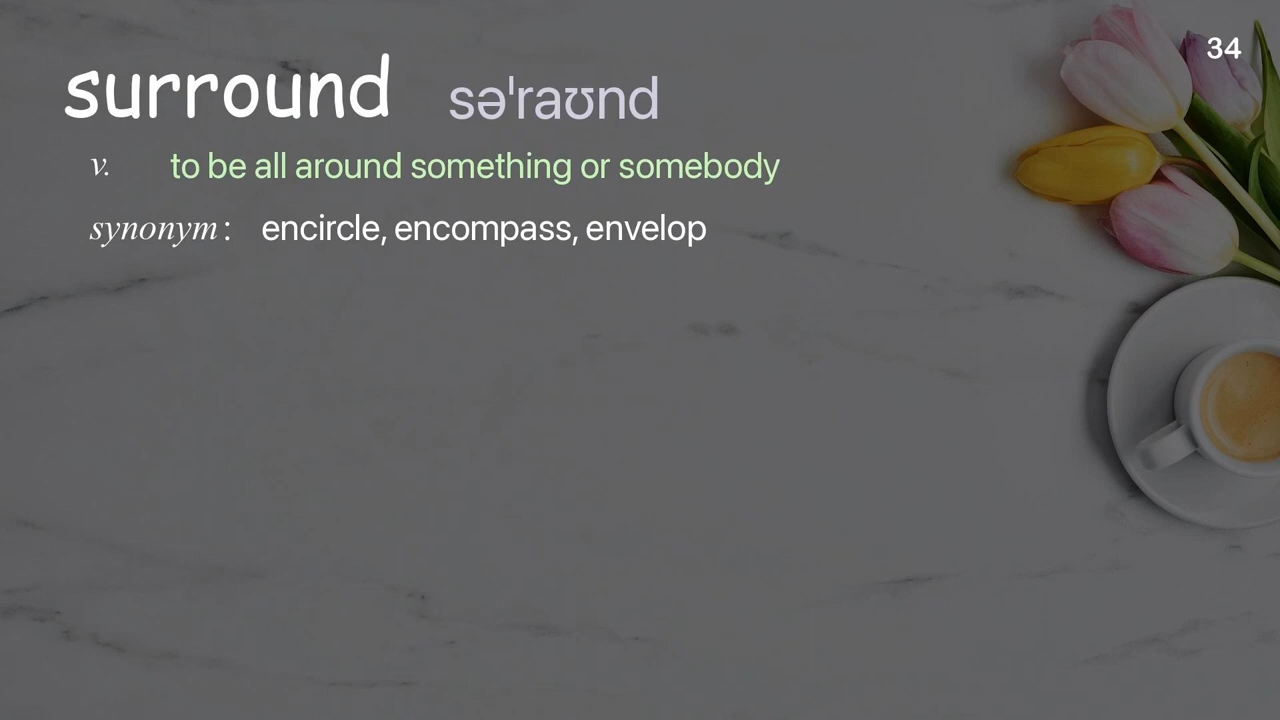 34
surround səˈraʊnd
v. to be all around something or somebody
synonym: encircle, encompass, envelop